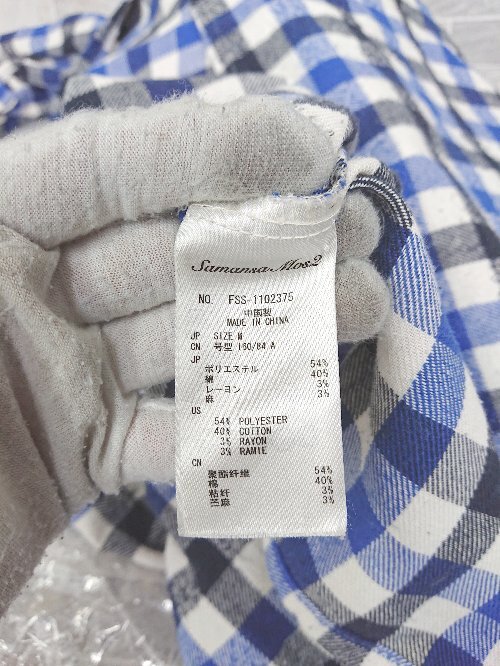 Samansa Mos2
NO. FSS-1102375
中国製
MADE IN CHINA
JP SIZE M
CN 号型 160/84 A
JP
ポリエステル 54%
綿 40%
レーヨン 3%
麻 3%
US
54% POLYESTER
40% COTTON
3% RAYON
3% RAMIE
CN
聚酯纤维 54%
棉 40%
粘纤 3%
苎麻 3%